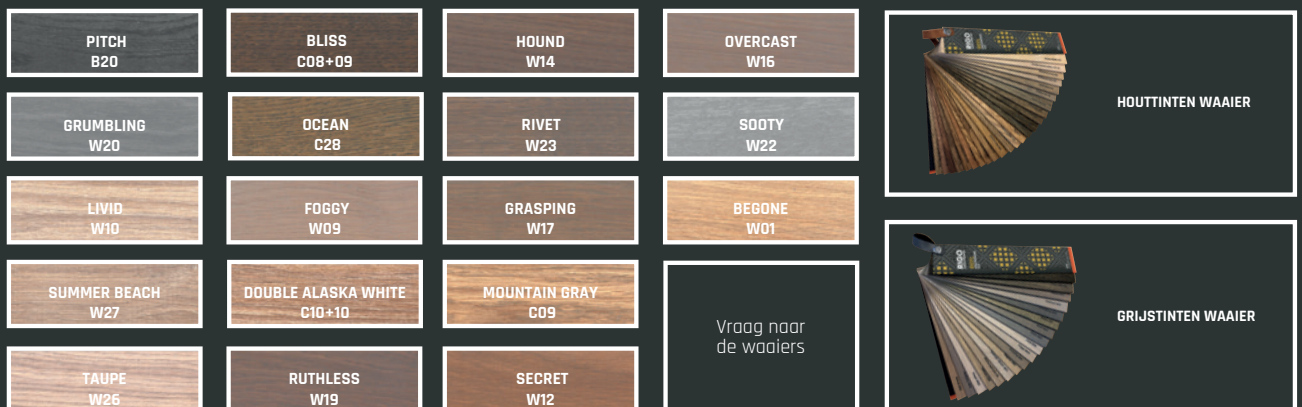 PITCH
B20
BLISS
C08+09
HOUND
W14
OVERCAST
W16
GRUMBLING
W20
OCEAN
C28
RIVET
W23
SOOTY
W22
LIVID
W10
FOGGY
W09
GRASPING
W17
BEGONE
W01
SUMMER BEACH
W27
DOUBLE ALASKA WHITE
C10+10
MOUNTAIN GRAY
C09
Vraag naar
de waaiers
TAUPE
W26
RUTHLESS
W19
SECRET
W12
RIGO
HOUTTINTEN WAAIER
RIGO
GRIJSTINTEN WAAIER